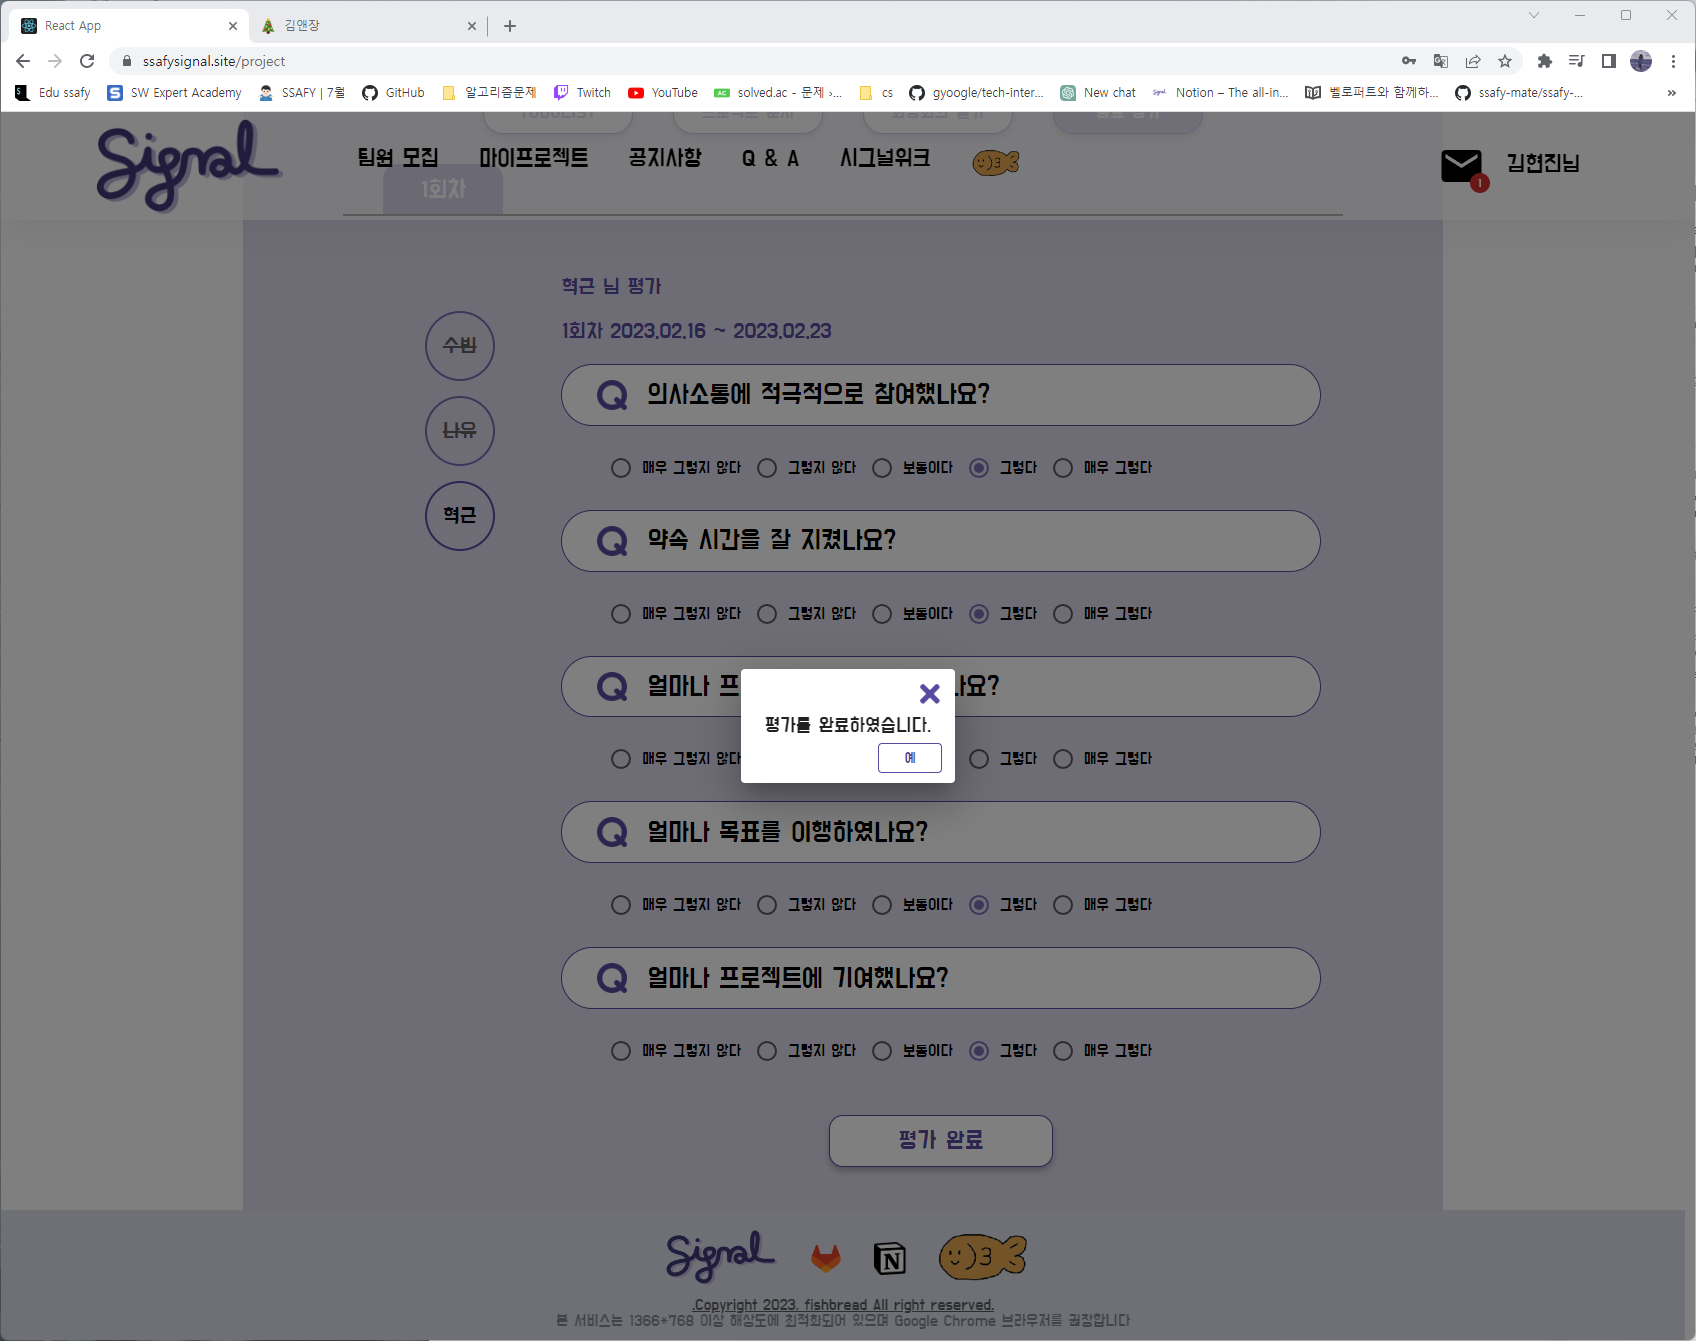 React App
김앤장
ssafysignal.site/project
Edu ssafy
SW Expert Academy
SSAFY | 7월
GitHub
알고리즘문제
Twitch
YouTube
solved.ac - 문제 ›...
cs
gyoogle/tech-inter...
New chat
Notion – The all-in...
벨로퍼트와 함께하...
ssafy-mate/ssafy-...
»
TODOLIST
Signal
팀원 모집
마이프로젝트
공지사항
Q & A
시그널위크
1
김현진님
1회차
혁근 님 평가
1회차 2023.02.16 ~ 2023.02.23
수빈
나유
혁근
Q 의사소통에 적극적으로 참여했나요?
매우 그렇지 않다 그렇지 않다 보통이다 그렇다 매우 그렇다
Q 약속 시간을 잘 지켰나요?
매우 그렇지 않다 그렇지 않다 보통이다 그렇다 매우 그렇다
Q 얼마나 프 나요?
평가를 완료하였습니다.
예
매우 그렇지 않다 그렇다 매우 그렇다
Q 얼마나 목표를 이행하였나요?
매우 그렇지 않다 그렇지 않다 보통이다 그렇다 매우 그렇다
Q 얼마나 프로젝트에 기여했나요?
매우 그렇지 않다 그렇지 않다 보통이다 그렇다 매우 그렇다
평가 완료
Signal
N
.Copyright 2023. fishbread All right reserved.
본 서비스는 1366*768 이상 해상도에 최적화되어 있으며 Google Chrome 브라우저를 권장합니다